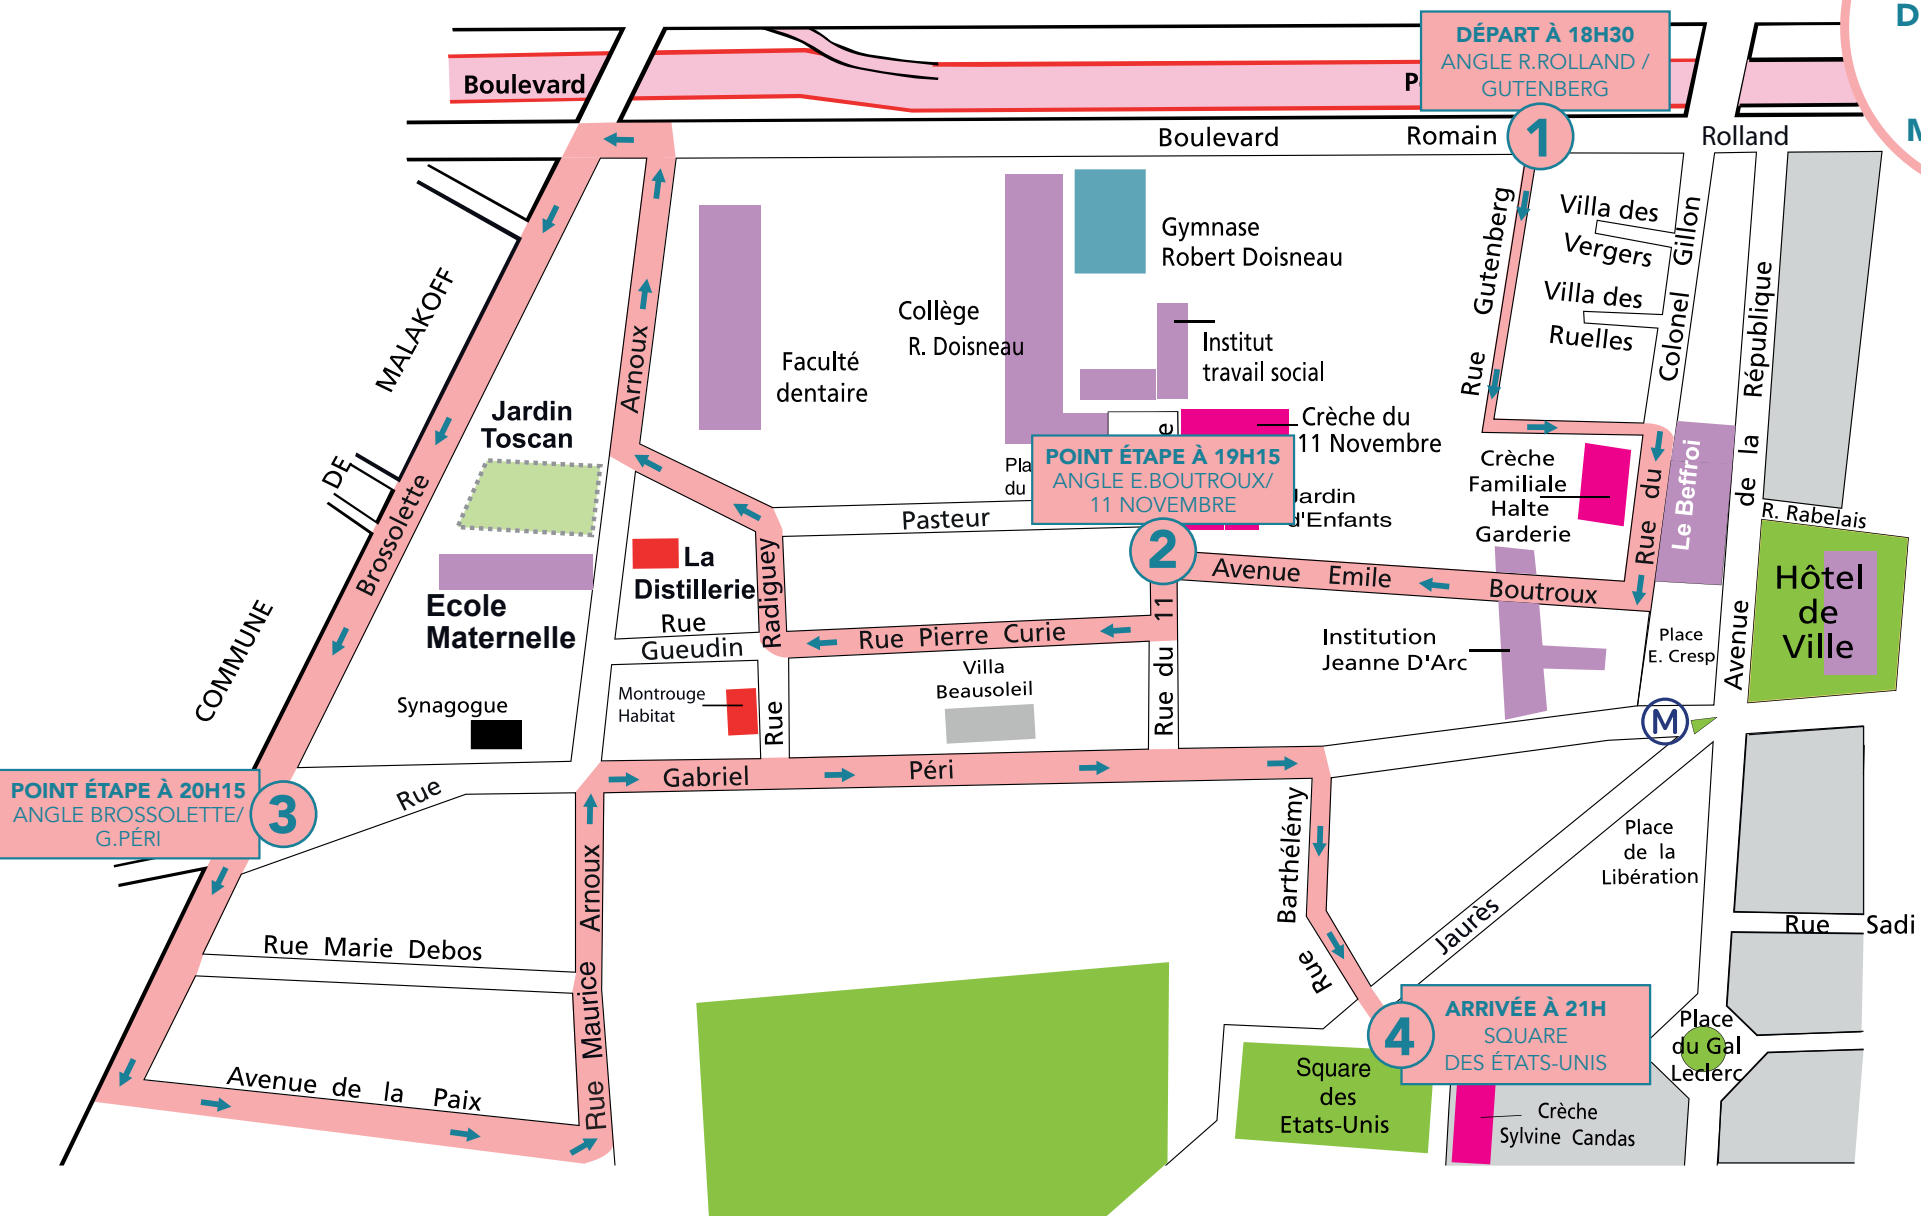 DÉPART À 18H30
ANGLE R.ROLLAND /
GUTENBERG
1
Boulevard
Boulevard Romain Rolland
Rue Gutenberg
Villa des
Vergers
Villa des
Ruelles
Colonel Gillon
Rue du
Avenue de la République
Gymnase
Robert Doisneau
Collège
R. Doisneau
Institut
travail social
Faculté
dentaire
Arnoux
COMMUNE DE MALAKOFF
Jardin
Toscan
Brossolette
Crèche du
11 Novembre
Jardin
d'Enfants
POINT ÉTAPE À 19H15
ANGLE E.BOUTROUX/
11 NOVEMBRE
2
Pasteur
Crèche
Familiale
Halte
Garderie
Le Beffroi
R. Rabelais
Hôtel
de
Ville
La
Distillerie
Ecole
Maternelle
Rue
Gueudin
Rue Radiguey
Rue Pierre Curie
Rue du 11
Avenue Emile Boutroux
Institution
Jeanne D'Arc
Place
E. Cresp
M
Synagogue
Montrouge
Habitat
Villa
Beausoleil
POINT ÉTAPE À 20H15
ANGLE BROSSOLETTE/
G.PÉRI
3
Rue Gabriel Péri
Rue Barthélémy
Place
de la
Libération
Jaurès
Rue Sadi
Rue Marie Debos
Rue Maurice Arnoux
Avenue de la Paix
ARRIVÉE À 21H
SQUARE
DES ÉTATS-UNIS
4
Square
des
Etats-Unis
Crèche
Sylvine Candas
Place
du Gal
Leclerc